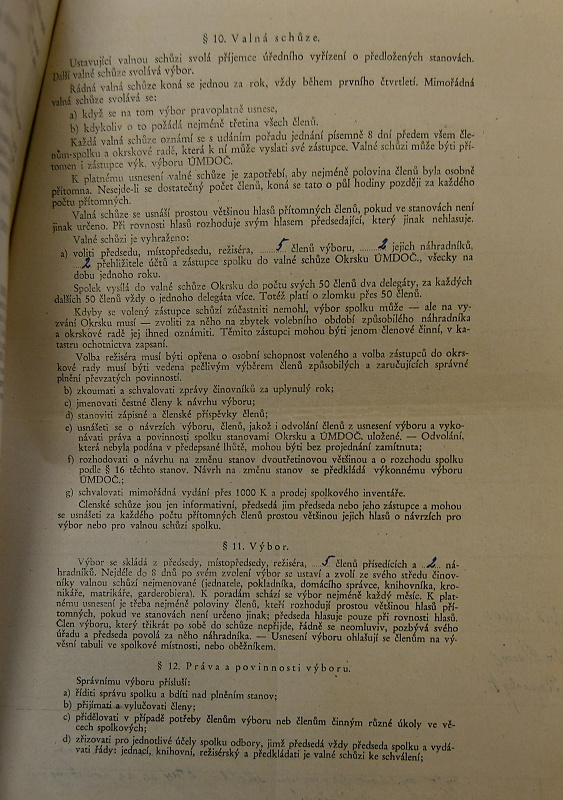 § 10. Valná schůze.
Ustavující valnou schůzi svolá příjemce úředního vyřízení o předložených stanovách.
Další valné schůze svolává výbor.
Řádná valná schůze koná se jednou za rok, vždy během prvního čtvrtletí. Mimořádná
valná schůze svolává se:
a) když se na tom výbor pravoplatně usnese,
b) kdykoliv o to požádá nejméně třetina všech členů.
Každá valná schůze oznámí se s udáním pořadu jednání písemně 8 dní předem všem čle-
nům spolku a okrskové radě, která k ní může vyslati své zástupce. Valné schůzi může býti pří-
tomen i zástupce výk. výboru ÚMDOČ.
K platnému usnesení valné schůze je zapotřebí, aby nejméně polovina členů byla osobně
přítomna. Nesejde-li se dostatečný počet členů, koná se tato o půl hodiny později za každého
počtu přítomných.
Valná schůze se usnáší prostou většinou hlasů přítomných členů, pokud ve stanovách není
jinak určeno. Při rovnosti hlasů rozhoduje svým hlasem předsedající, který jinak nehlasuje.
Valné schůzi je vyhraženo:
a) voliti předsedu, místopředsedu, režiséra, 5 členů výboru, 2 jejich náhradníků,
2 přehlížitele účtů a zástupce spolku do valné schůze Okrsku ÚMDOČ., všecky na
dobu jednoho roku.
Spolek vysílá do valné schůze Okrsku do počtu svých 50 členů dva delegáty, za každých
dalších 50 členů vždy o jednoho delegáta více. Totéž platí o zlomku přes 50 členů.
Kdyby se volený zástupce schůzí zúčastniti nemohl, výbor spolku může — ale na vy-
zvání Okrsku musí — zvoliti za něho na zbytek volebního období způsobilého náhradníka
a okrskové radě jej ihned oznámiti. Těmito zástupci mohou býti jenom členové činní, v ka-
tastru ochotnictva zapsaní.
Volba režiséra musí býti opřena o osobní schopnost voleného a volba zástupců do okrs-
kové rady musí býti vedena pečlivým výběrem členů způsobilých a zaručujících správné
plnění převzatých povinností.
b) zkoumati a schvalovati zprávy činovníků za uplynulý rok;
c) jmenovati čestné členy k návrhu výboru;
d) stanoviti zápisné a členské příspěvky členů;
e) usnášeti se o návrzích výboru, členů, jakož i odvolání členů z usnesení výboru a vyko-
návati práva a povinnosti spolku stanovami Okrsku a ÚMDOČ. uložené. — Odvolání,
která nebyla podána v předepsané lhůtě, mohou býti bez projednání zamítnuta;
f) rozhodovati o návrhu na změnu stanov dvoutřetinovou většinou a o rozchodu spolku
podle § 16 těchto stanov. Návrh na změnu stanov se předkládá výkonnému výboru
ÚMDOČ.;
g) schvalovati mimořádná vydání přes 1000 K a prodej spolkového inventáře.
Členské schůze jsou jen informativní, předsedá jim předseda nebo jeho zástupce a mohou
se usnášeti za každého počtu přítomných členů prostou většinou jejich hlasů o návrzích pro
výbor nebo pro valnou schůzi spolku.
§ 11. Výbor.
Výbor se skládá z předsedy, místopředsedy, režiséra, 5 členů přísedících a 2 ná-
hradníků. Nejdéle do 8 dnů po svém zvolení výbor se ustaví a zvolí ze svého středu činov-
níky valnou schůzí nejmenované (jednatele, pokladníka, domácího správce, knihovníka, kro-
nikáře, matrikáře, garderobiera). K poradám schází se výbor nejméně každý měsíc. K plat-
nému usnesení je třeba nejméně poloviny členů, kteří rozhodují prostou většinou hlasů pří-
tomných, pokud ve stanovách není určeno jinak; předseda hlasuje pouze při rovnosti hlasů.
Člen výboru, který třikrát po sobě do schůze nepřijde, řádně se neomluviv, pozbývá svého
úřadu a předseda povolá za něho náhradníka. — Usnesení výboru ohlašují se členům na vý-
věsní tabuli ve spolkové místnosti, nebo oběžníkem.
§ 12. Práva a povinnosti výboru.
Správnímu výboru přísluší:
a) říditi správu spolku a bdíti nad plněním stanov;
b) přijímati a vylučovati členy;
c) přidělovati v případě potřeby členům výboru neb členům činným různé úkoly ve vě-
cech spolkových;
d) zřizovati pro jednotlivé účely spolku odbory, jimž předsedá vždy předseda spolku a vydá-
vati řády: jednací, knihovní, režisérský a předkládati je valné schůzi ke schválení;